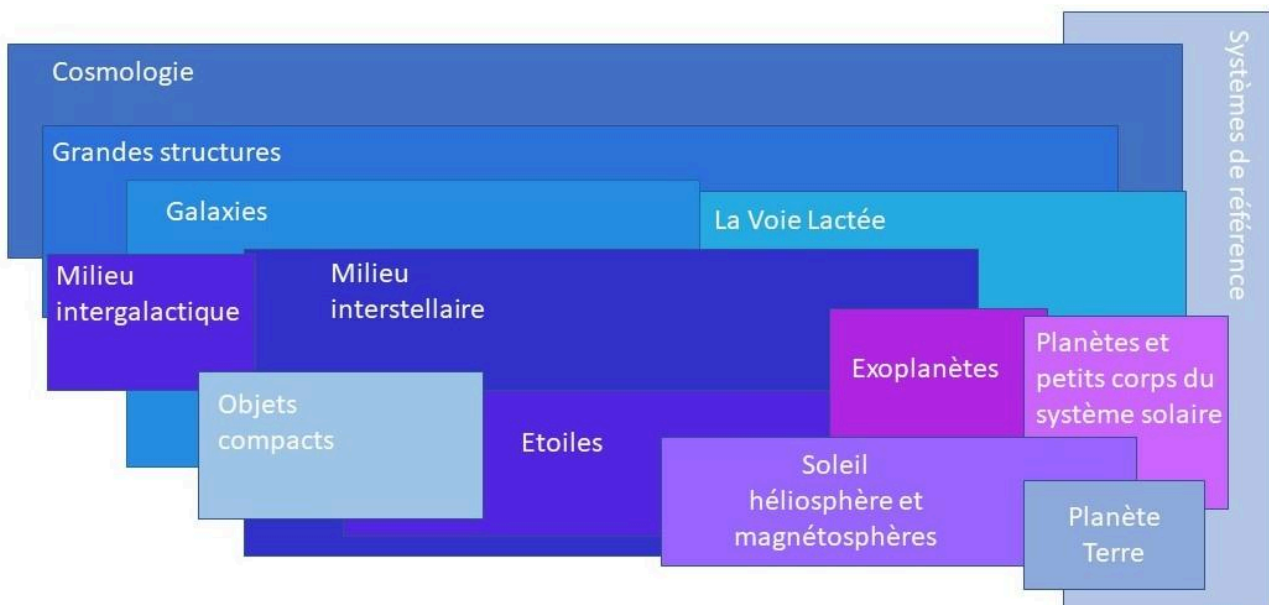 Cosmologie
Systèmes de référence
Grandes structures
Galaxies
La Voie Lactée
Milieu
intergalactique
Milieu
interstellaire
Exoplanètes
Planètes et
petits corps du
système solaire
Objets
compacts
Etoiles
Soleil
héliosphère et
magnétosphères
Planète
Terre